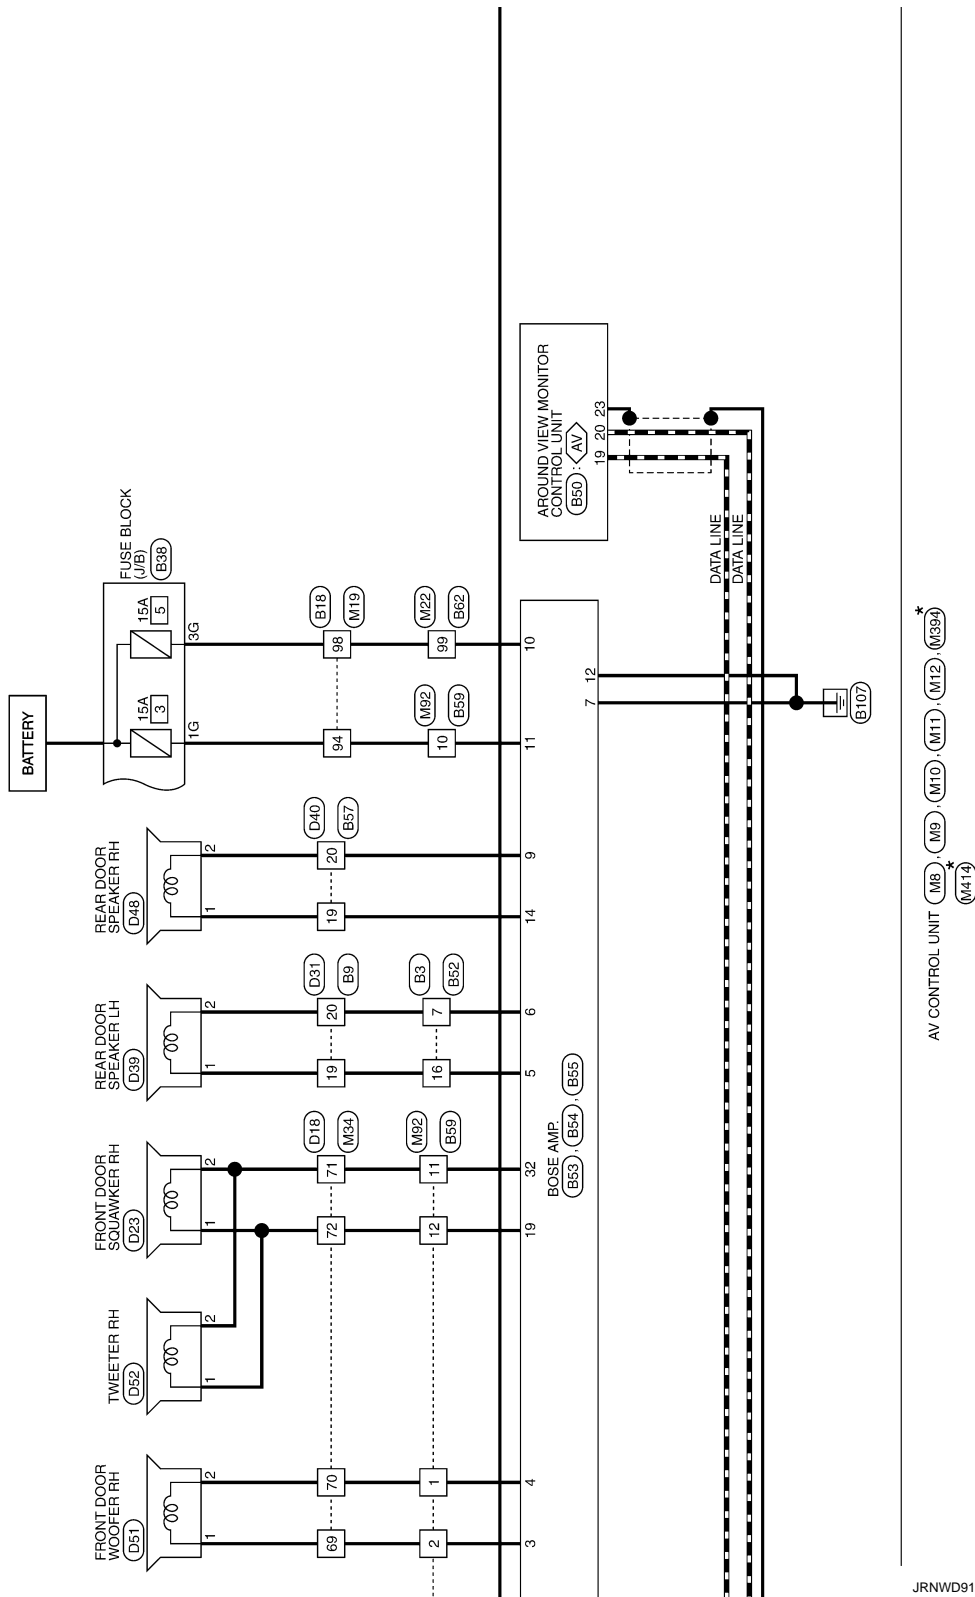 BATTERY
FUSE BLOCK
(J/B)
B38
15A
3
15A
5
1G
3G
94
98
B18
M19
M92
B59
10
M22
B62
99
11
10
REAR DOOR
SPEAKER RH
D48
1
2
D40
B57
19
20
14
9
REAR DOOR
SPEAKER LH
D39
1
2
D31
B9
19
20
B3
B52
16
7
5
6
FRONT DOOR
SQUAWKER RH
D23
1
2
D18
M34
72
71
M92
B59
12
11
19
32
TWEETER RH
D52
1
2
FRONT DOOR
WOOFER RH
D51
1
2
69
70
2
1
3
4
BOSE AMP.
B53 , B54 , B55
7
12
B107
AROUND VIEW MONITOR
CONTROL UNIT
B50 : AV
19
20
23
DATA LINE
DATA LINE
AV CONTROL UNIT M8 , M9 , M10 , M11 , M12 , M394 *
M414 *
JRNWD91